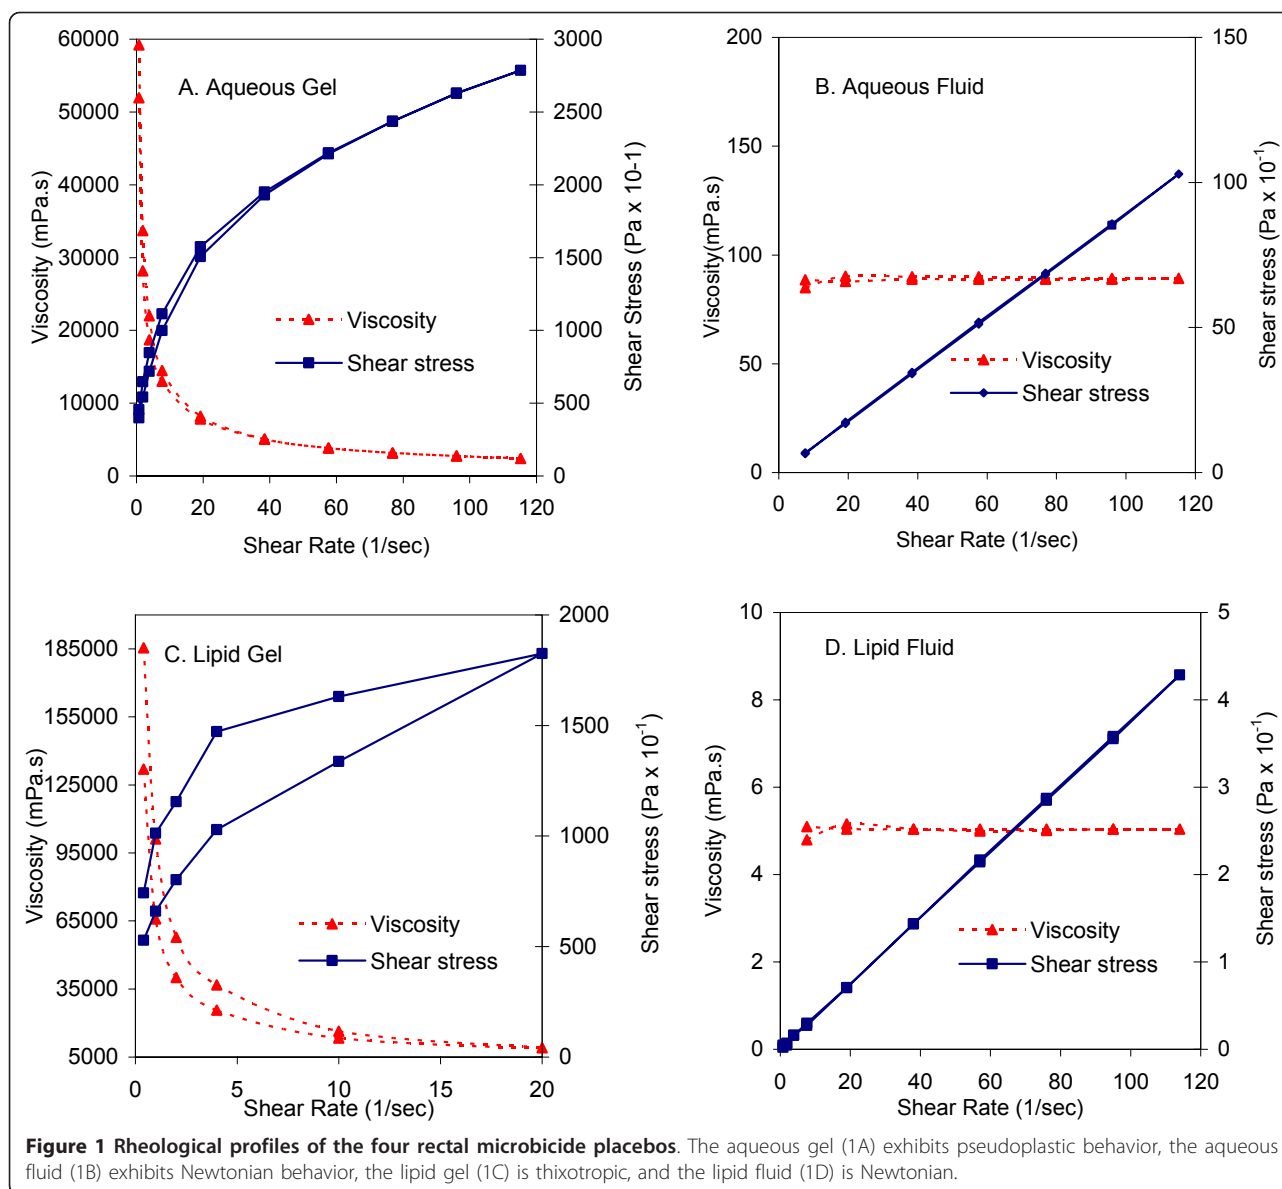 A. Aqueous Gel
Viscosity (mPa.s)
60000
50000
40000
30000
20000
10000
0
3000
2500
2000
1500
1000
500
0
Shear Stress (Pa x 10-1)
Viscosity
Shear stress
0 20 40 60 80 100 120
Shear Rate (1/sec)
B. Aqueous Fluid
Viscosity(mPa.s)
200
150
100
50
0
150
100
50
0
Shear stress (Pa x 10⁻¹)
Viscosity
Shear stress
0 20 40 60 80 100 120
Shear Rate (1/sec)
C. Lipid Gel
Viscosity (mPa.s)
185000
155000
125000
95000
65000
35000
5000
2000
1500
1000
500
0
Shear stress (Pa x 10⁻¹)
Viscosity
Shear stress
0 5 10 15 20
Shear Rate (1/sec)
D. Lipid Fluid
Viscosity (mPa.s)
10
8
6
4
2
0
5
4
3
2
1
0
Shear stress (Pa x 10⁻¹)
Viscosity
Shear stress
0 20 40 60 80 100 120
Shear Rate (1/sec)
Figure 1 Rheological profiles of the four rectal microbicide placebos. The aqueous gel (1A) exhibits pseudoplastic behavior, the aqueous
fluid (1B) exhibits Newtonian behavior, the lipid gel (1C) is thixotropic, and the lipid fluid (1D) is Newtonian.